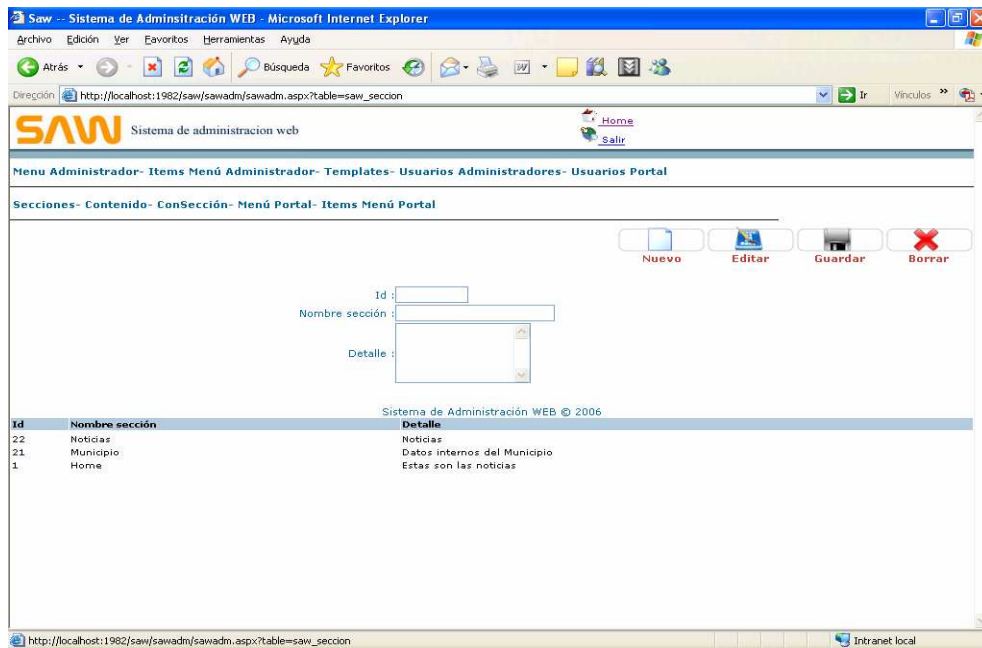 Saw -- Sistema de Adminsitración WEB - Microsoft Internet Explorer
Archivo Edición Ver Favoritos Herramientas Ayuda
Atrás Búsqueda Favoritos
Dirección http://localhost:1982/saw/sawadm/sawadm.aspx?table=saw_seccion Ir Vínculos »
SAW Sistema de administracion web Home
Salir
Menu Administrador- Items Menú Administrador- Templates- Usuarios Administradores- Usuarios Portal
Secciones- Contenido- ConSección- Menú Portal- Items Menú Portal
Nuevo Editar Guardar Borrar
Id :
Nombre sección :
Detalle :
Sistema de Administración WEB © 2006
Id Nombre sección Detalle
22 Noticias Noticias
21 Municipio Datos internos del Municipio
1 Home Estas son las noticias
http://localhost:1982/saw/sawadm/sawadm.aspx?table=saw_seccion Intranet local